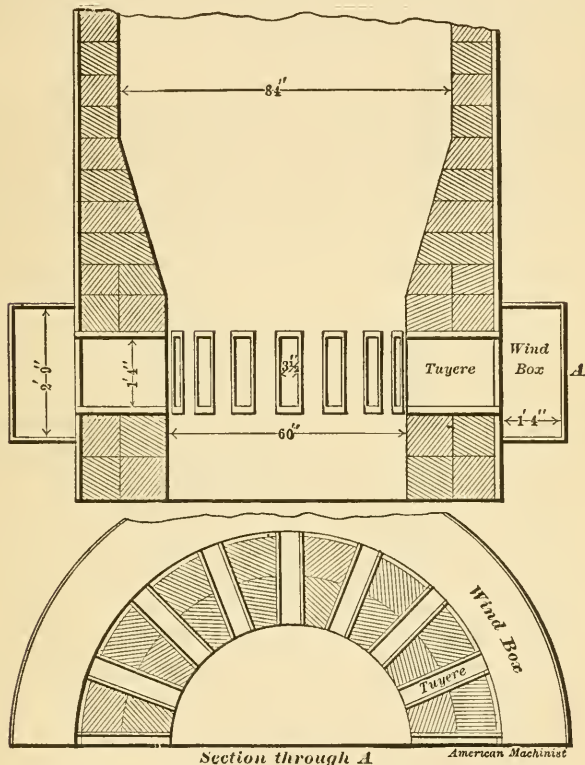 84"
2'-0"
1'-4"
3½"
Tuyere
Wind
Box
A
1'-4"
60"
Wind Box
Tuyere
Section through A
American Machinist